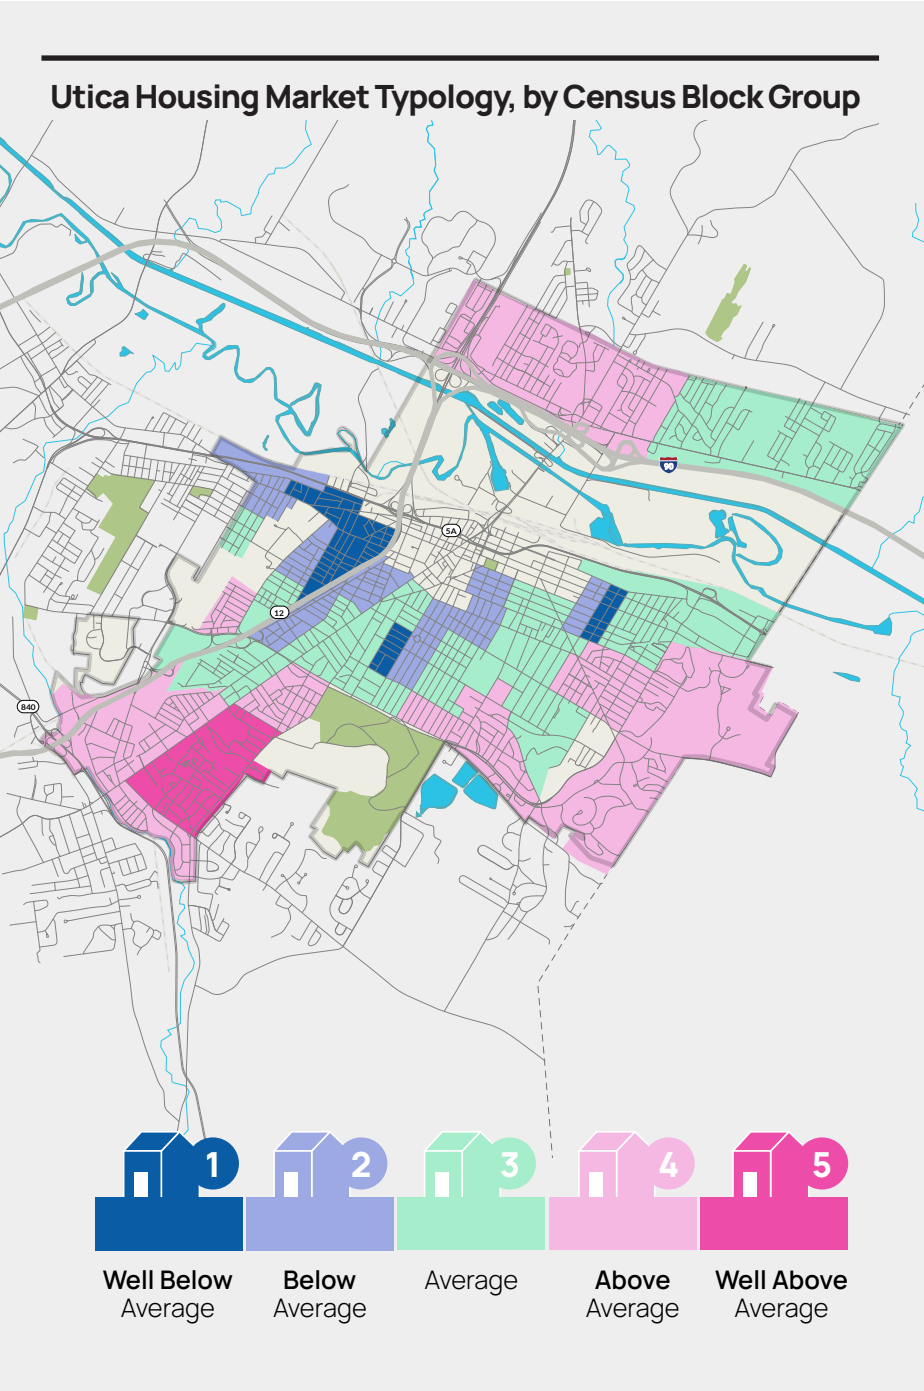 Utica Housing Market Typology, by Census Block Group
90
5A
12
840
1 2 3 4 5
Well Below Below Average Above Well Above
Average Average Average Average